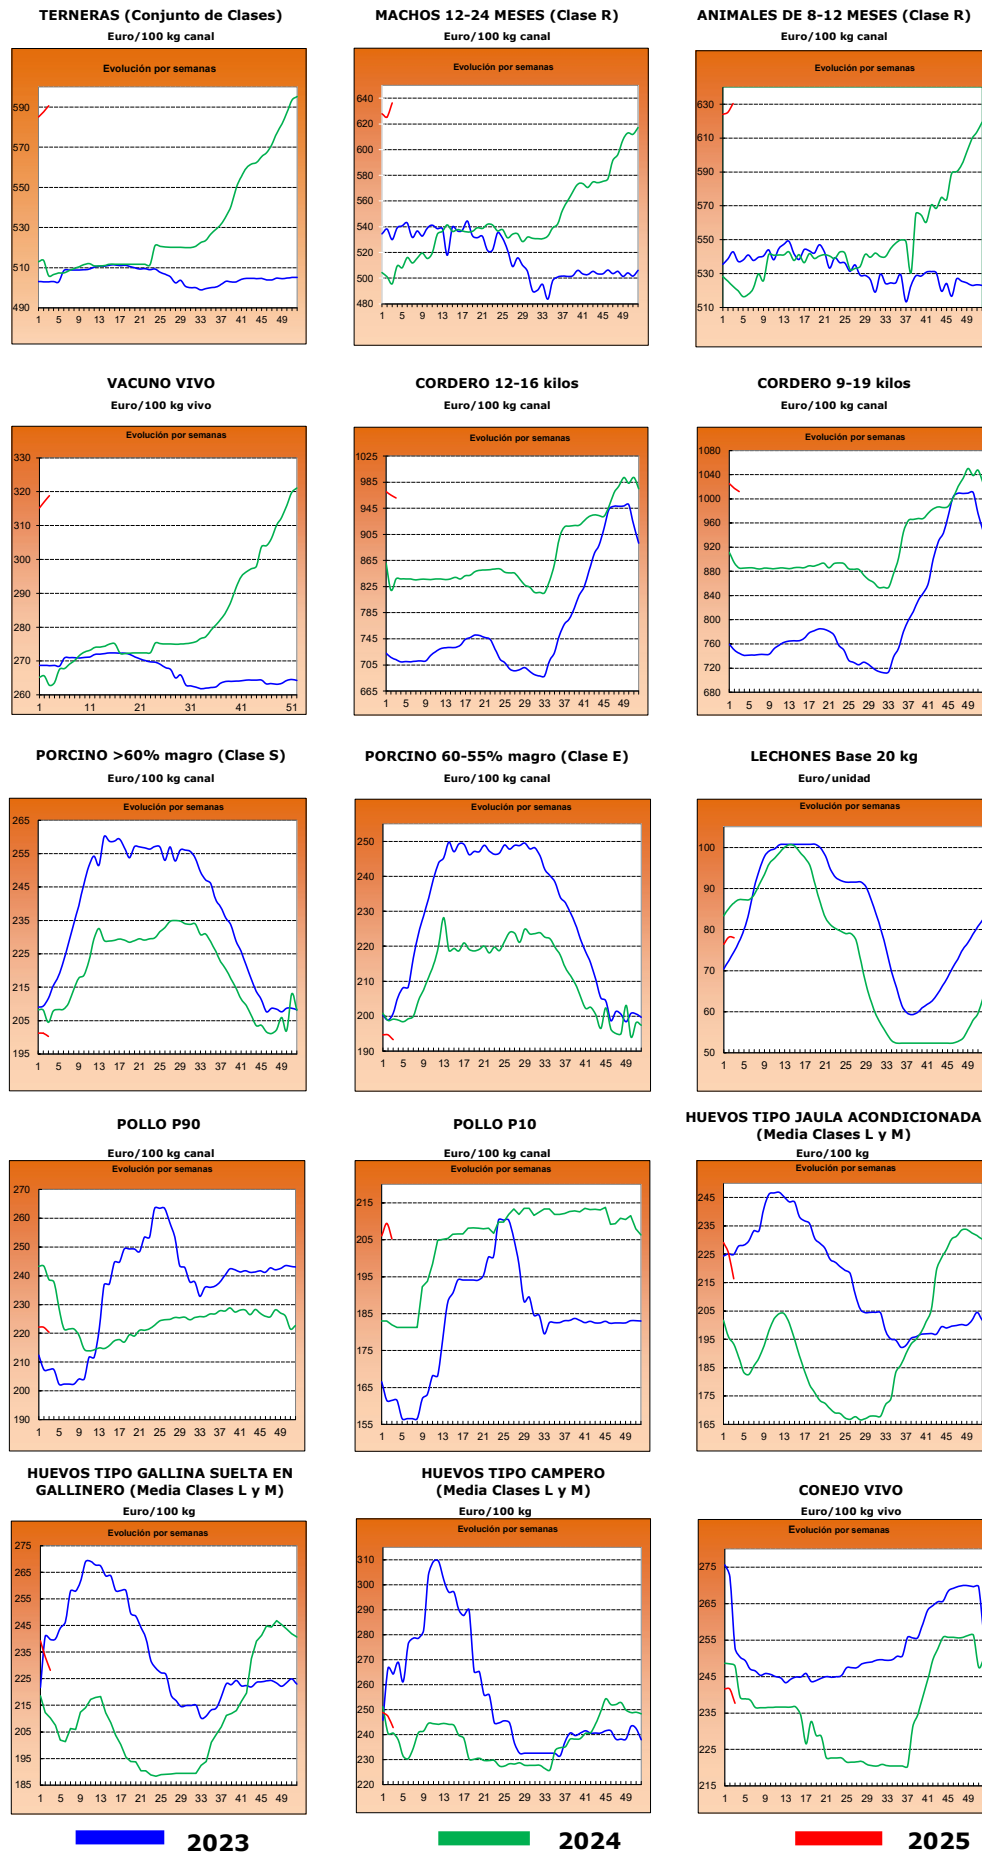 TERNERAS (Conjunto de Clases)
Euro/100 kg canal
Evolución por semanas
590
570
550
530
510
490
1 5 9 13 17 21 25 29 33 37 41 45 49
MACHOS 12-24 MESES (Clase R)
Euro/100 kg canal
Evolución por semanas
640
620
600
580
560
540
520
500
480
1 5 9 13 17 21 25 29 33 37 41 45 49
ANIMALES DE 8-12 MESES (Clase R)
Euro/100 kg canal
Evolución por semanas
630
610
590
570
550
530
510
1 5 9 13 17 21 25 29 33 37 41 45 49
VACUNO VIVO
Euro/100 kg vivo
Evolución por semanas
330
320
310
300
290
280
270
260
1 11 21 31 41 51
CORDERO 12-16 kilos
Euro/100 kg canal
Evolución por semanas
1025
985
945
905
865
825
785
745
705
665
1 5 9 13 17 21 25 29 33 37 41 45 49
CORDERO 9-19 kilos
Euro/100 kg canal
Evolución por semanas
1080
1040
1000
960
920
880
840
800
760
720
680
1 5 9 13 17 21 25 29 33 37 41 45 49
PORCINO >60% magro (Clase S)
Euro/100 kg canal
Evolución por semanas
265
255
245
235
225
215
205
195
1 5 9 13 17 21 25 29 33 37 41 45 49
PORCINO 60-55% magro (Clase E)
Euro/100 kg canal
Evolución por semanas
250
240
230
220
210
200
190
1 5 9 13 17 21 25 29 33 37 41 45 49
LECHONES Base 20 kg
Euro/unidad
Evolución por semanas
100
90
80
70
60
50
1 5 9 13 17 21 25 29 33 37 41 45 49
POLLO P90
Euro/100 kg canal
Evolución por semanas
270
260
250
240
230
220
210
200
190
1 5 9 13 17 21 25 29 33 37 41 45 49
POLLO P10
Euro/100 kg canal
Evolución por semanas
215
205
195
185
175
165
155
1 5 9 13 17 21 25 29 33 37 41 45 49
HUEVOS TIPO JAULA ACONDICIONADA
(Media Clases L y M)
Euro/100 kg
Evolución por semanas
245
235
225
215
205
195
185
175
165
1 5 9 13 17 21 25 29 33 37 41 45 49
HUEVOS TIPO GALLINA SUELTA EN
GALLINERO (Media Clases L y M)
Euro/100 kg
Evolución por semanas
275
265
255
245
235
225
215
205
195
185
1 5 9 13 17 21 25 29 33 37 41 45 49
HUEVOS TIPO CAMPERO
(Media Clases L y M)
Euro/100 kg
Evolución por semanas
310
300
290
280
270
260
250
240
230
220
1 5 9 13 17 21 25 29 33 37 41 45 49
CONEJO VIVO
Euro/100 kg vivo
Evolución por semanas
275
265
255
245
235
225
215
1 5 9 13 17 21 25 29 33 37 41 45 49
2023
2024
2025